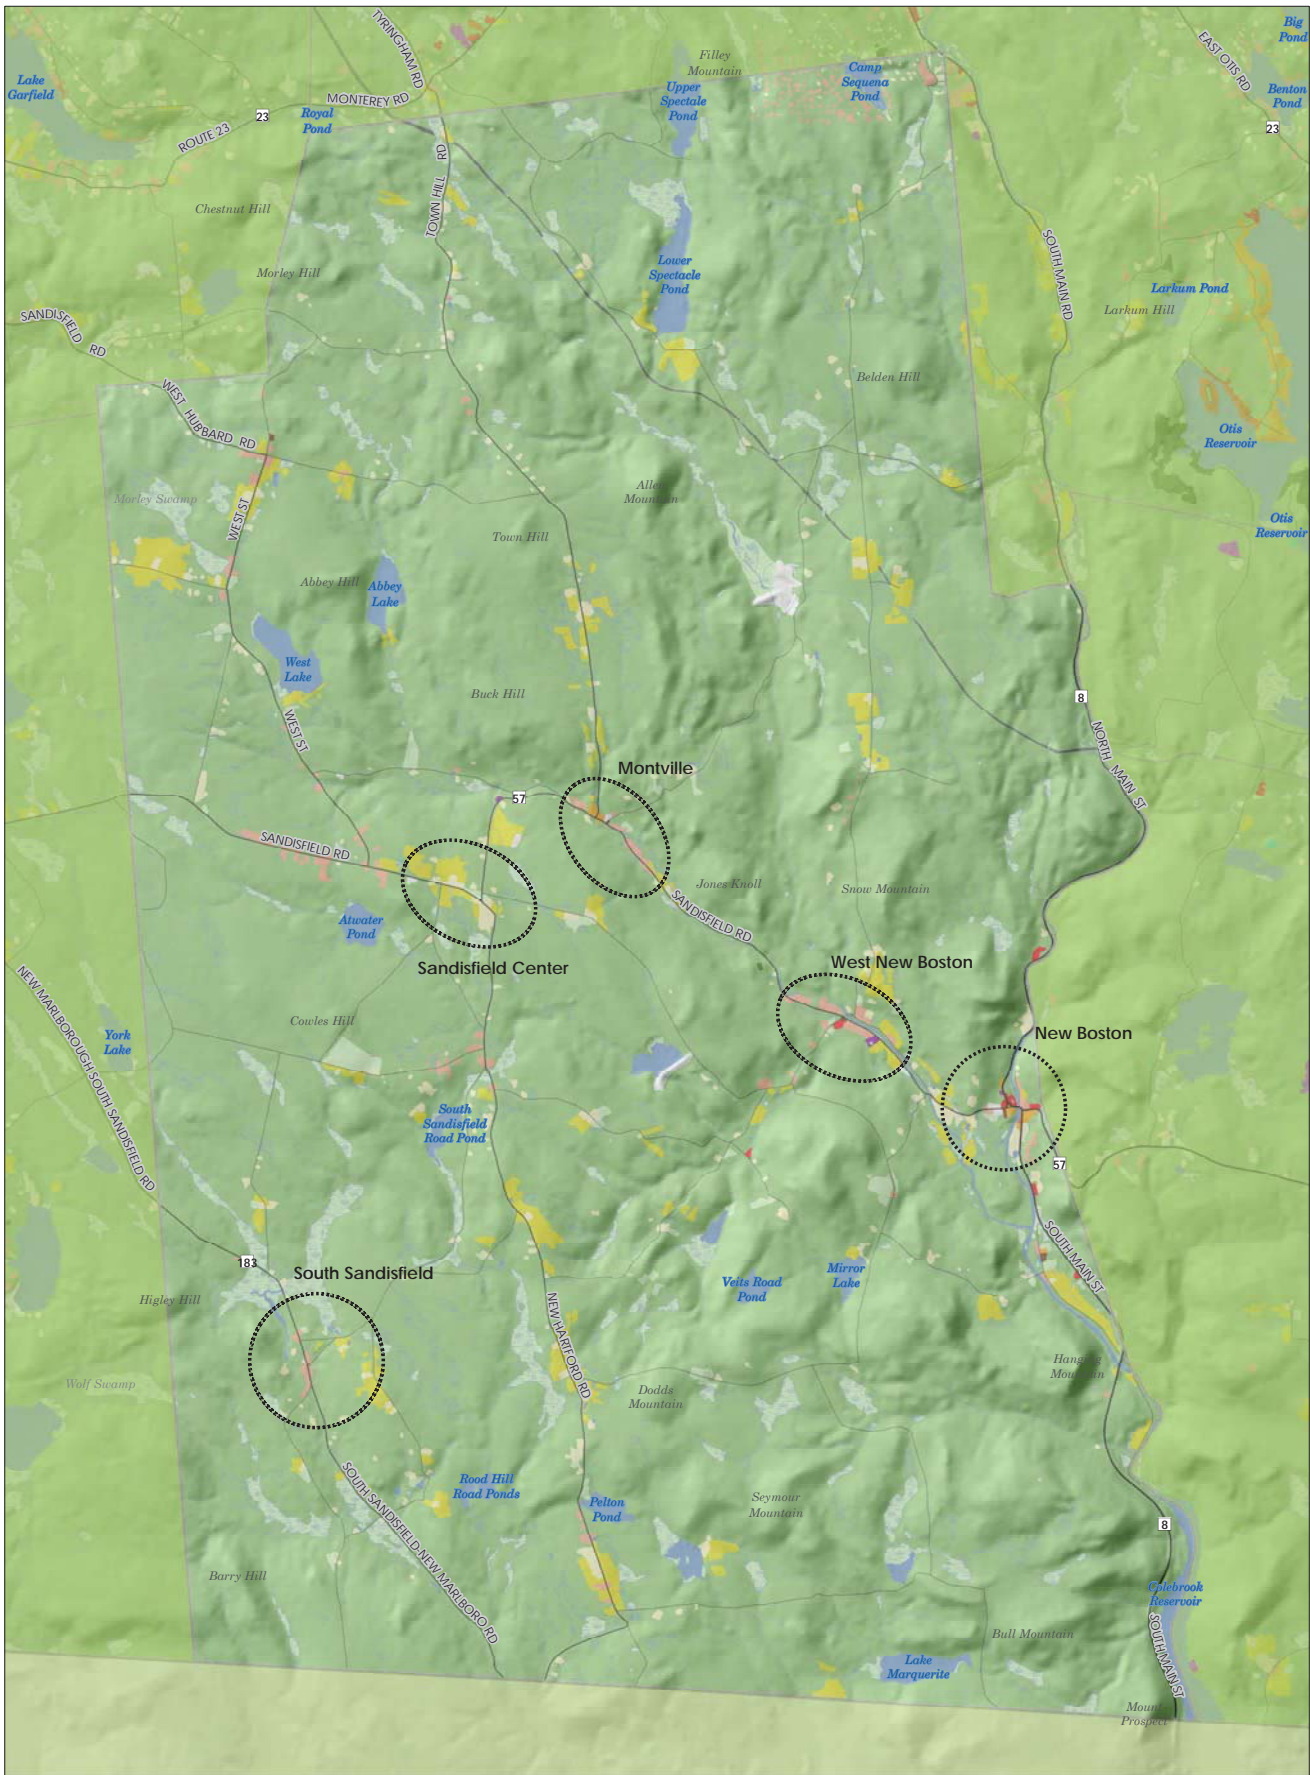 TYRINGHAM RD
EAST OTIS RD
Big
Pond
Lake
Garfield
Filley
Mountain
Camp
Sequena
Pond
Upper
Spectale
Pond
Benton
Pond
MONTEREY RD
23
Royal
Pond
ROUTE 23
23
TOWN HILL RD
Chestnut Hill
Morley Hill
Lower
Spectacle
Pond
SOUTH MAIN RD
Larkum Pond
Larkum Hill
SANDISFIELD RD
WEST HUBBARD RD
Belden Hill
Otis
Reservoir
Morley Swamp
WEST ST
Allen
Mountain
Otis
Reservoir
Town Hill
Abbey Hill
Abbey
Lake
West
Lake
Buck Hill
8
WEST ST
NORTH MAIN ST
Montville
57
SANDISFIELD RD
Jones Knoll
Snow Mountain
SANDISFIELD RD
Atwater
Pond
Sandisfield Center
West New Boston
NEW MARLBOROUGH SOUTH SANDISFIELD RD
Cowles Hill
York
Lake
New Boston
South
Sandisfield
Road Pond
57
183
South Sandisfield
SOUTH MAIN ST
Mirror
Lake
Veits Road
Pond
Higley Hill
NEW HARTFORD RD
Hanging
Mountain
Wolf Swamp
Dodds
Mountain
SOUTH SANDISFIELD-NEW MARLBORO RD
Rood Hill
Road Ponds
Pelton
Pond
Seymour
Mountain
8
Barry Hill
Colebrook
Reservoir
SOUTH MAIN ST
Bull Mountain
Lake
Marquerite
Mount
Prospect